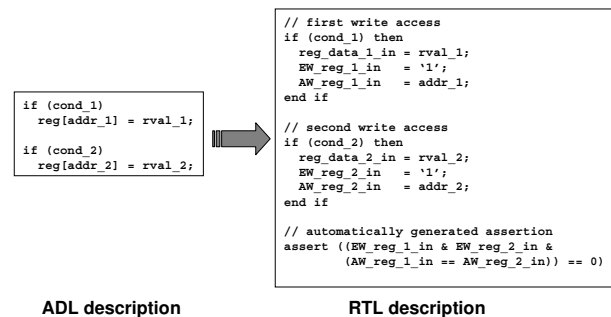 if (cond_1)
reg[addr_1] = rval_1;
if (cond_2)
reg[addr_2] = rval_2;
// first write access
if (cond_1) then
reg_data_1_in = rval_1;
EW_reg_1_in   = ‘1’;
AW_reg_1_in   = addr_1;
end if
// second write access
if (cond_2) then
reg_data_2_in = rval_2;
EW_reg_2_in   = ‘1’;
AW_reg_2_in   = addr_2;
end if
// automatically generated assertion
assert ((EW_reg_1_in & EW_reg_2_in &
(AW_reg_1_in == AW_reg_2_in)) == 0)
ADL description
RTL description